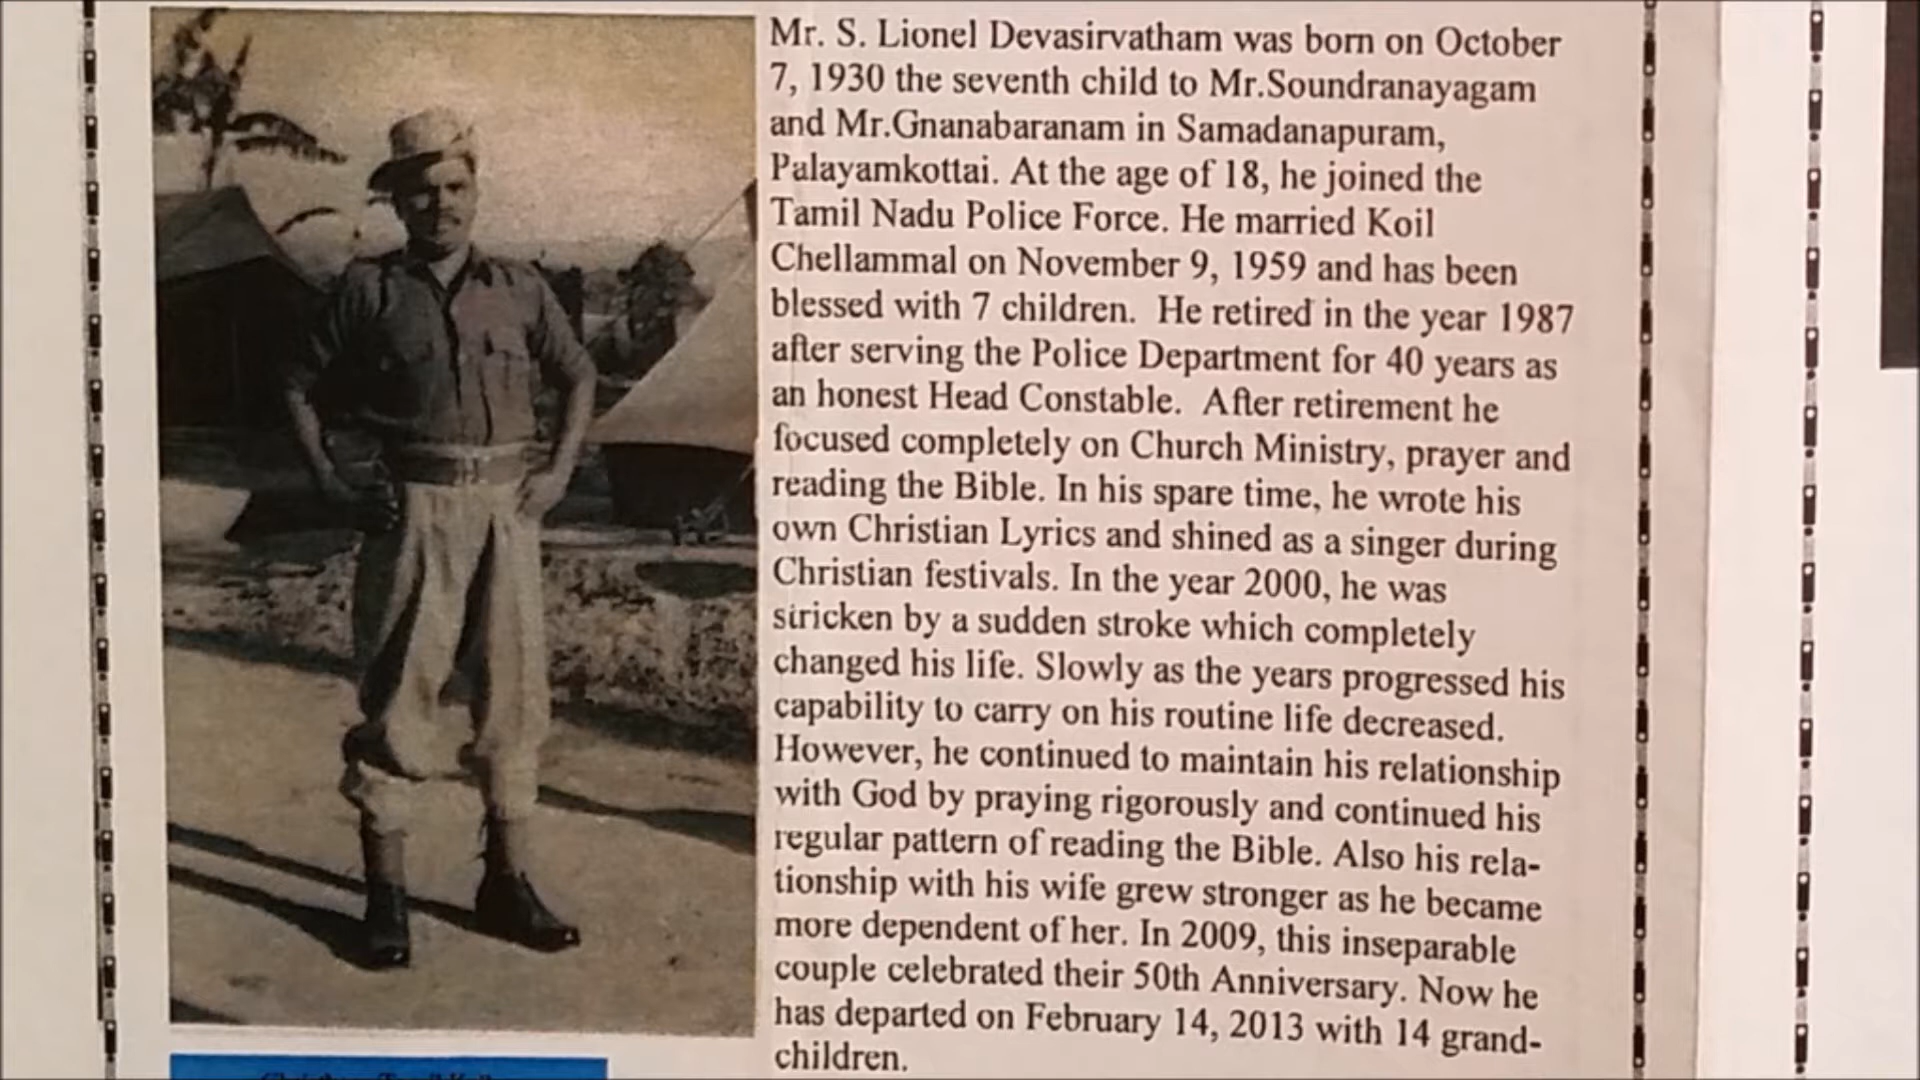 Mr. S. Lionel Devasirvatham was born on October
7, 1930 the seventh child to Mr.Soundranayagam
and Mr.Gnanabaranam in Samadanapuram,
Palayamkottai. At the age of 18, he joined the
Tamil Nadu Police Force. He married Koil
Chellammal on November 9, 1959 and has been
blessed with 7 children. He retired in the year 1987
after serving the Police Department for 40 years as
an honest Head Constable. After retirement he
focused completely on Church Ministry, prayer and
reading the Bible. In his spare time, he wrote his
own Christian Lyrics and shined as a singer during
Christian festivals. In the year 2000, he was
stricken by a sudden stroke which completely
changed his life. Slowly as the years progressed his
capability to carry on his routine life decreased.
However, he continued to maintain his relationship
with God by praying rigorously and continued his
regular pattern of reading the Bible. Also his rela-
tionship with his wife grew stronger as he became
more dependent of her. In 2009, this inseparable
couple celebrated their 50th Anniversary. Now he
has departed on February 14, 2013 with 14 grand-
children.